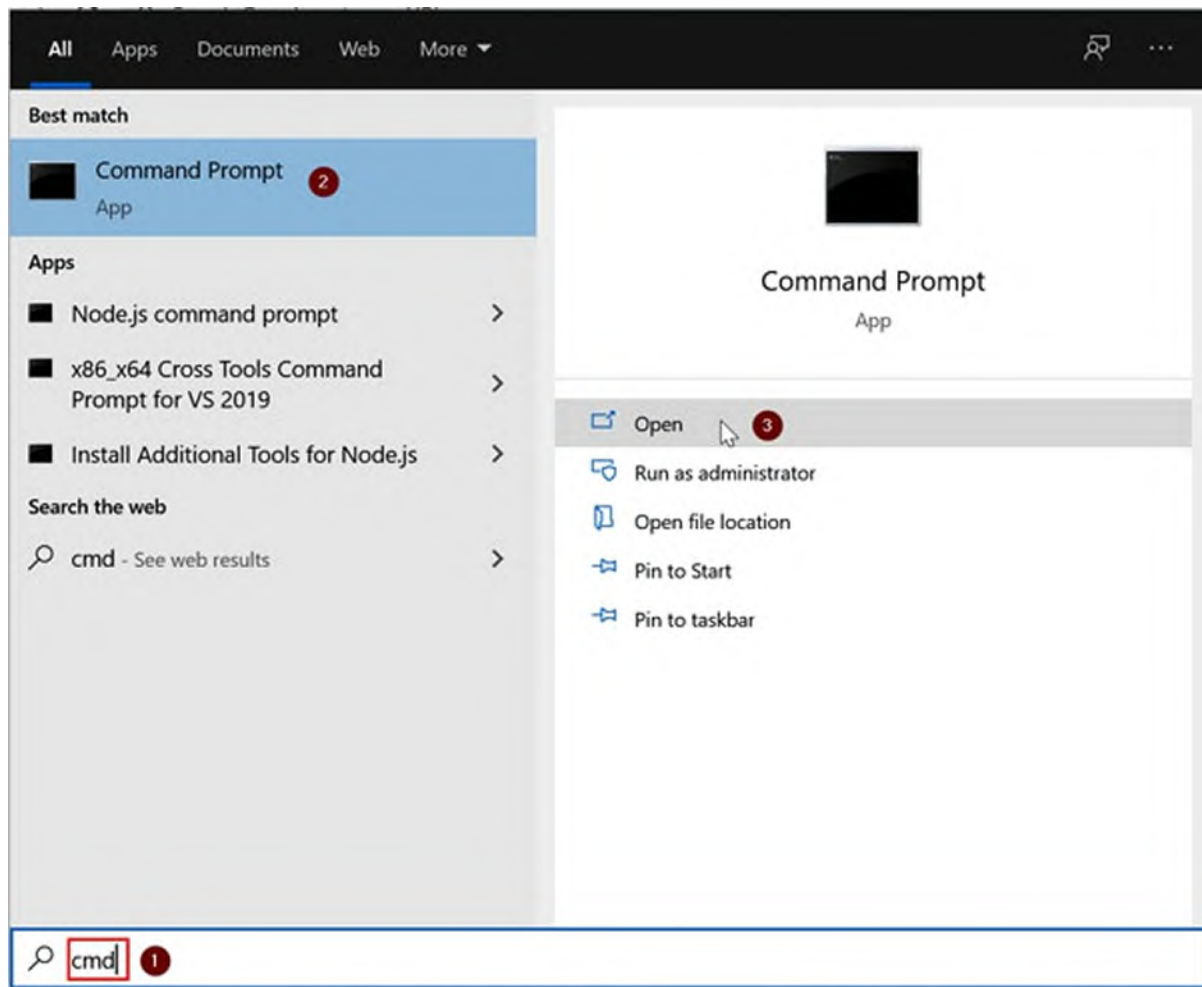 All Apps Documents Web More
Best match
Command Prompt
2
App
Apps
Node.js command prompt
x86_x64 Cross Tools Command
Prompt for VS 2019
Install Additional Tools for Node.js
Search the web
cmd - See web results
Command Prompt
App
Open
3
Run as administrator
Open file location
Pin to Start
Pin to taskbar
cmd
1